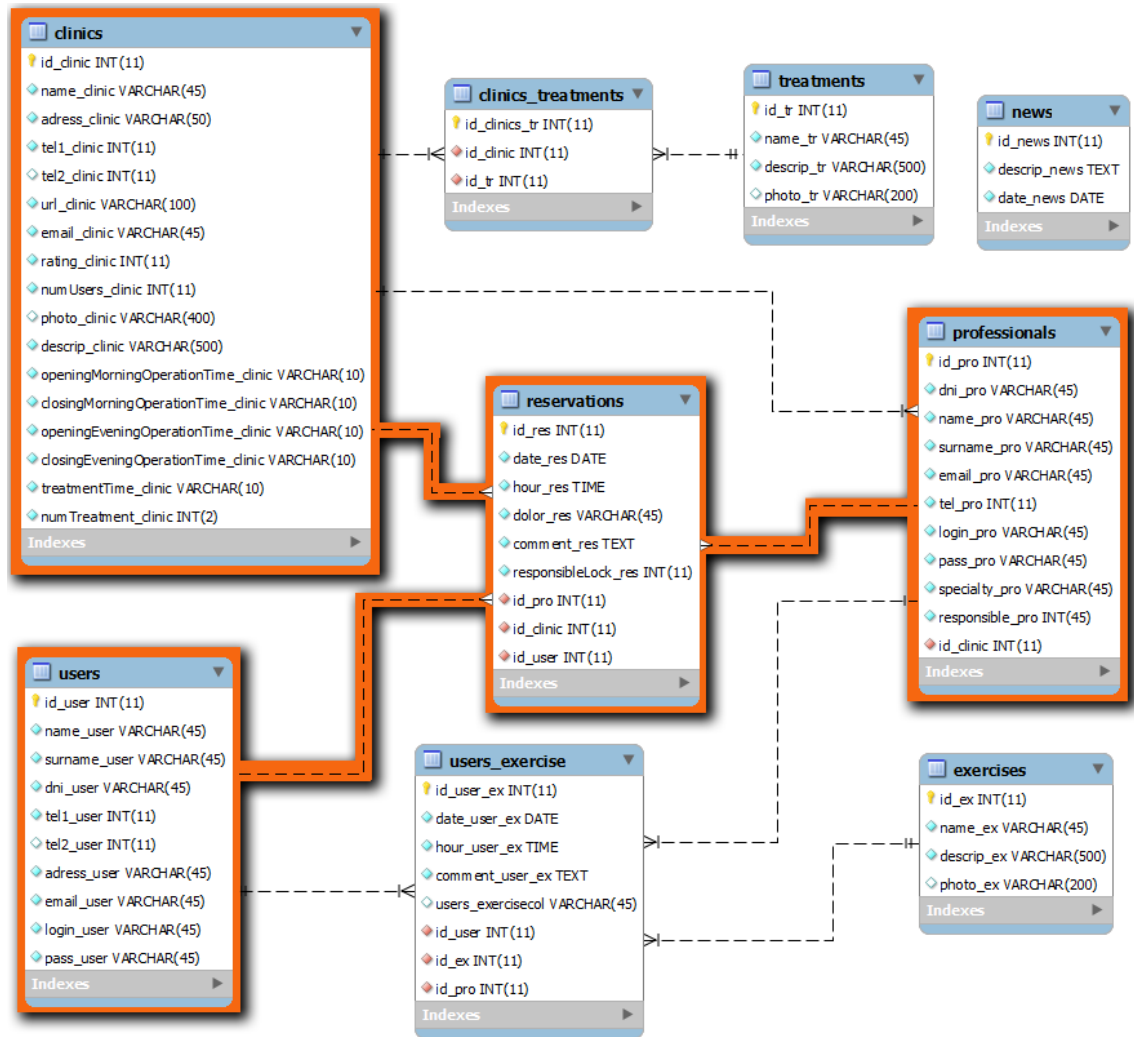 clinics
id_clinic INT(11)
name_clinic VARCHAR(45)
adress_clinic VARCHAR(50)
tel1_clinic INT(11)
tel2_clinic INT(11)
url_clinic VARCHAR(100)
email_clinic VARCHAR(45)
rating_clinic INT(11)
numUsers_clinic INT(11)
photo_clinic VARCHAR(400)
descrip_clinic VARCHAR(500)
openingMorningOperationTime_clinic VARCHAR(10)
closingMorningOperationTime_clinic VARCHAR(10)
openingEveningOperationTime_clinic VARCHAR(10)
closingEveningOperationTime_clinic VARCHAR(10)
treatmentTime_clinic VARCHAR(10)
numTreatment_clinic INT(2)
Indexes
clinics_treatments
id_clinics_tr INT(11)
id_clinic INT(11)
id_tr INT(11)
Indexes
treatments
id_tr INT(11)
name_tr VARCHAR(45)
descrip_tr VARCHAR(500)
photo_tr VARCHAR(200)
Indexes
news
id_news INT(11)
descrip_news TEXT
date_news DATE
Indexes
reservations
id_res INT(11)
date_res DATE
hour_res TIME
dolor_res VARCHAR(45)
comment_res TEXT
responsibleLock_res INT(11)
id_pro INT(11)
id_clinic INT(11)
id_user INT(11)
Indexes
professionals
id_pro INT(11)
dni_pro VARCHAR(45)
name_pro VARCHAR(45)
surname_pro VARCHAR(45)
email_pro VARCHAR(45)
tel_pro INT(11)
login_pro VARCHAR(45)
pass_pro VARCHAR(45)
specialty_pro VARCHAR(45)
responsible_pro INT(45)
id_clinic INT(11)
Indexes
users
id_user INT(11)
name_user VARCHAR(45)
surname_user VARCHAR(45)
dni_user VARCHAR(45)
tel1_user INT(11)
tel2_user INT(11)
adress_user VARCHAR(45)
email_user VARCHAR(45)
login_user VARCHAR(45)
pass_user VARCHAR(45)
Indexes
users_exercise
id_user_ex INT(11)
date_user_ex DATE
hour_user_ex TIME
comment_user_ex TEXT
users_exercisecol VARCHAR(45)
id_user INT(11)
id_ex INT(11)
id_pro INT(11)
Indexes
exercises
id_ex INT(11)
name_ex VARCHAR(45)
descrip_ex VARCHAR(500)
photo_ex VARCHAR(200)
Indexes